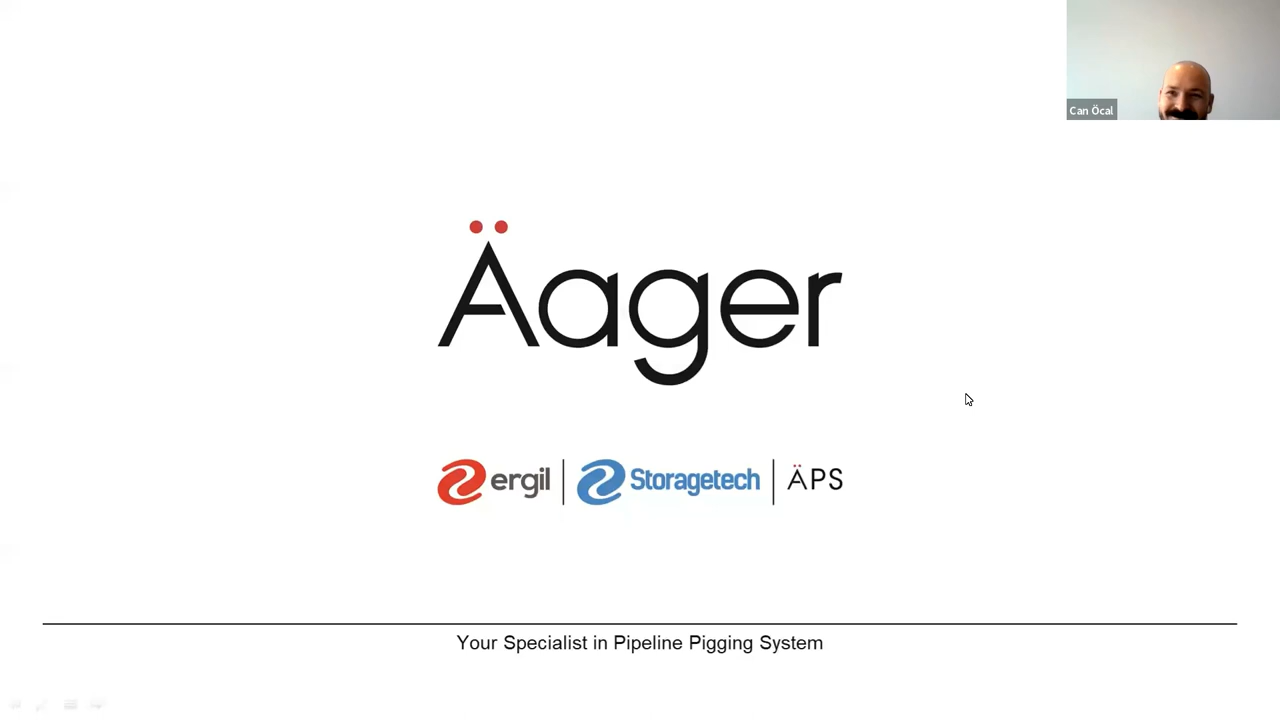 Can Öcal
Äager
ergil | Storagetech | ÄPS
Your Specialist in Pipeline Pigging System